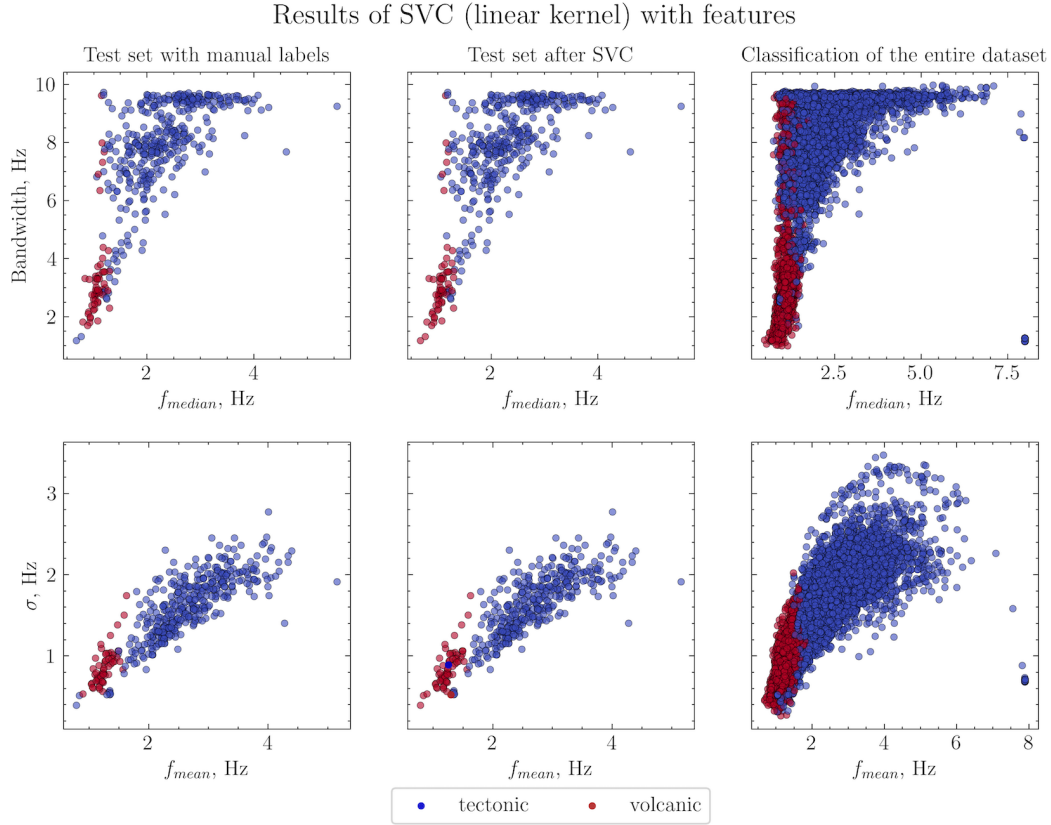 Results of SVC (linear kernel) with features
Test set with manual labels
Test set after SVC
Classification of the entire dataset
Bandwidth, Hz
10
8
6
4
2
2
4
f_median, Hz
2
4
f_median, Hz
2.5
5.0
7.5
f_median, Hz
σ, Hz
3
2
1
2
4
f_mean, Hz
2
4
f_mean, Hz
2
4
6
8
f_mean, Hz
tectonic
volcanic